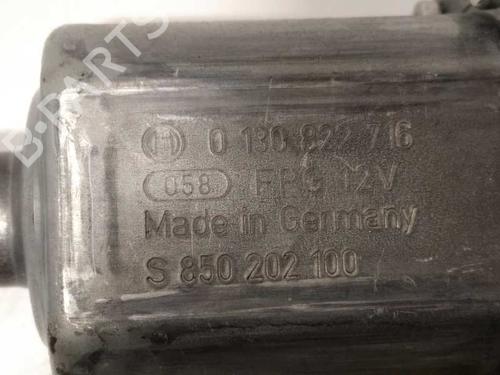 B-PARTS
0 130 822 716
058 FPG 12V
Made in Germany
S 850 202 100